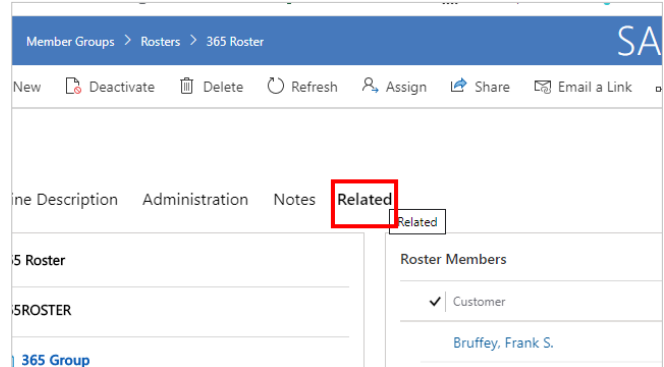 Member Groups > Rosters > 365 Roster
SA
New Deactivate Delete Refresh Assign Share Email a Link
ine Description Administration Notes Related
Related
5 Roster
Roster Members
Customer
5ROSTER
Bruffey, Frank S.
365 Group